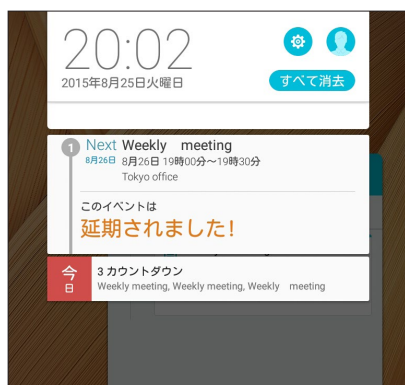 20:02
2015年8月25日火曜日
すべて消去
1 Next Weekly　meeting
8月26日 8月26日 19時00分～19時30分
Tokyo office
このイベントは
延期されました!
今日
3 カウントダウン
Weekly meeting, Weekly meeting, Weekly　meeting